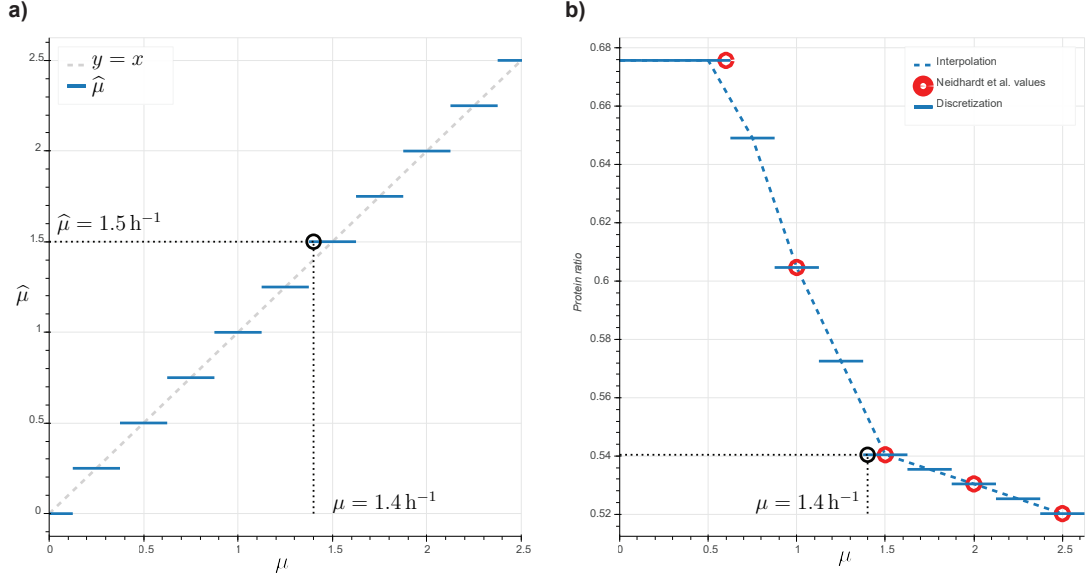 a)
y = x
μ̂
2.5
2
1.5
1
0.5
0
μ̂
μ̂ = 1.5 h⁻¹
μ = 1.4 h⁻¹
0
0.5
1
1.5
2
2.5
μ
b)
Interpolation
Neidhardt et al. values
Discretization
0.68
0.66
0.64
0.62
0.6
0.58
0.56
0.54
0.52
Protein ratio
μ = 1.4 h⁻¹
0
0.5
1
1.5
2
2.5
μ